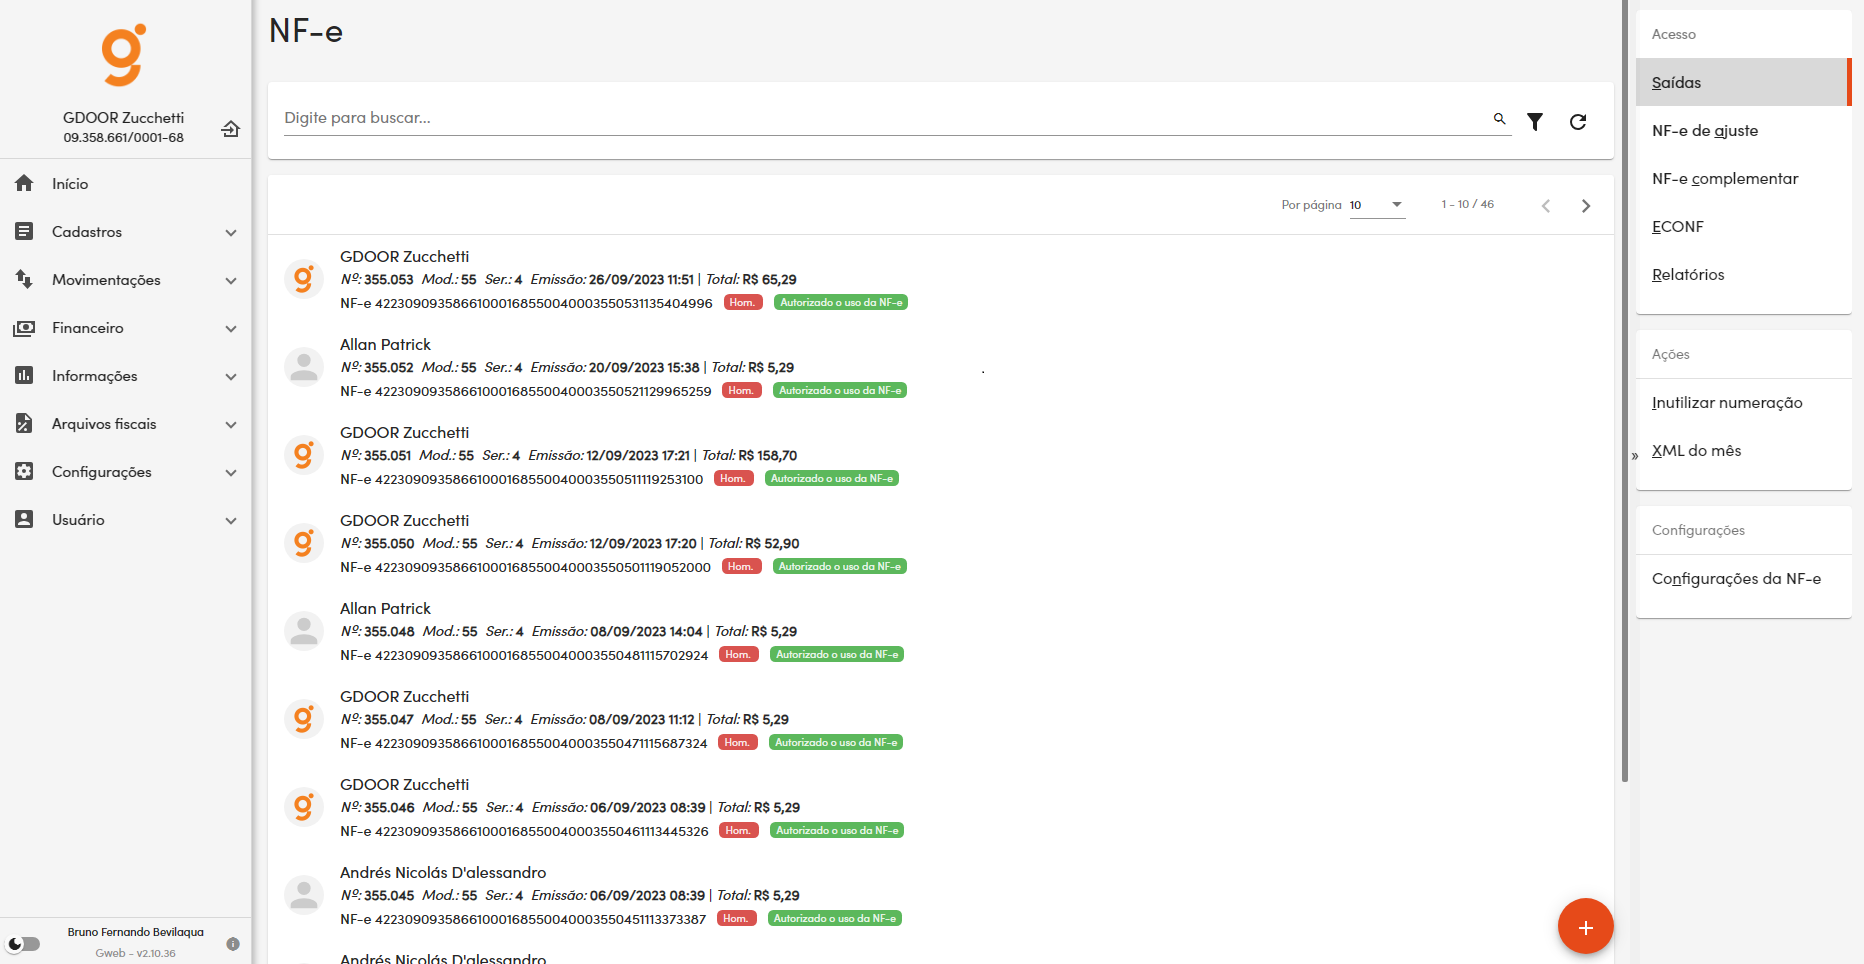 GDOOR Zucchetti
09.358.661/0001-68
Início
Cadastros
Movimentações
Financeiro
Informações
Arquivos fiscais
Configurações
Usuário
Bruno Fernando Bevilaqua
Gweb - v2.10.36
NF-e
Digite para buscar...
Por página 10 1 - 10 / 46
GDOOR Zucchetti
Nº: 355.053 Mod.: 55 Ser.: 4 Emissão: 26/09/2023 11:51 | Total: R$ 65,29
NF-e 42230909358661000168550040003550531135404996 Hom. Autorizado o uso da NF-e
Allan Patrick
Nº: 355.052 Mod.: 55 Ser.: 4 Emissão: 20/09/2023 15:38 | Total: R$ 5,29
NF-e 42230909358661000168550040003550521129965259 Hom. Autorizado o uso da NF-e
GDOOR Zucchetti
Nº: 355.051 Mod.: 55 Ser.: 4 Emissão: 12/09/2023 17:21 | Total: R$ 158,70
NF-e 42230909358661000168550040003550511119253100 Hom. Autorizado o uso da NF-e
GDOOR Zucchetti
Nº: 355.050 Mod.: 55 Ser.: 4 Emissão: 12/09/2023 17:20 | Total: R$ 52,90
NF-e 42230909358661000168550040003550501119052000 Hom. Autorizado o uso da NF-e
Allan Patrick
Nº: 355.048 Mod.: 55 Ser.: 4 Emissão: 08/09/2023 14:04 | Total: R$ 5,29
NF-e 42230909358661000168550040003550481115702924 Hom. Autorizado o uso da NF-e
GDOOR Zucchetti
Nº: 355.047 Mod.: 55 Ser.: 4 Emissão: 08/09/2023 11:12 | Total: R$ 5,29
NF-e 42230909358661000168550040003550471115687324 Hom. Autorizado o uso da NF-e
GDOOR Zucchetti
Nº: 355.046 Mod.: 55 Ser.: 4 Emissão: 06/09/2023 08:39 | Total: R$ 5,29
NF-e 42230909358661000168550040003550461113445326 Hom. Autorizado o uso da NF-e
Andrés Nicolás D'alessandro
Nº: 355.045 Mod.: 55 Ser.: 4 Emissão: 06/09/2023 08:39 | Total: R$ 5,29
NF-e 42230909358661000168550040003550451113373387 Hom. Autorizado o uso da NF-e
Andrés Nicolás D'alessandro
Acesso
Saídas
NF-e de ajuste
NF-e complementar
ECONF
Relatórios
Ações
Inutilizar numeração
XML do mês
Configurações
Configurações da NF-e